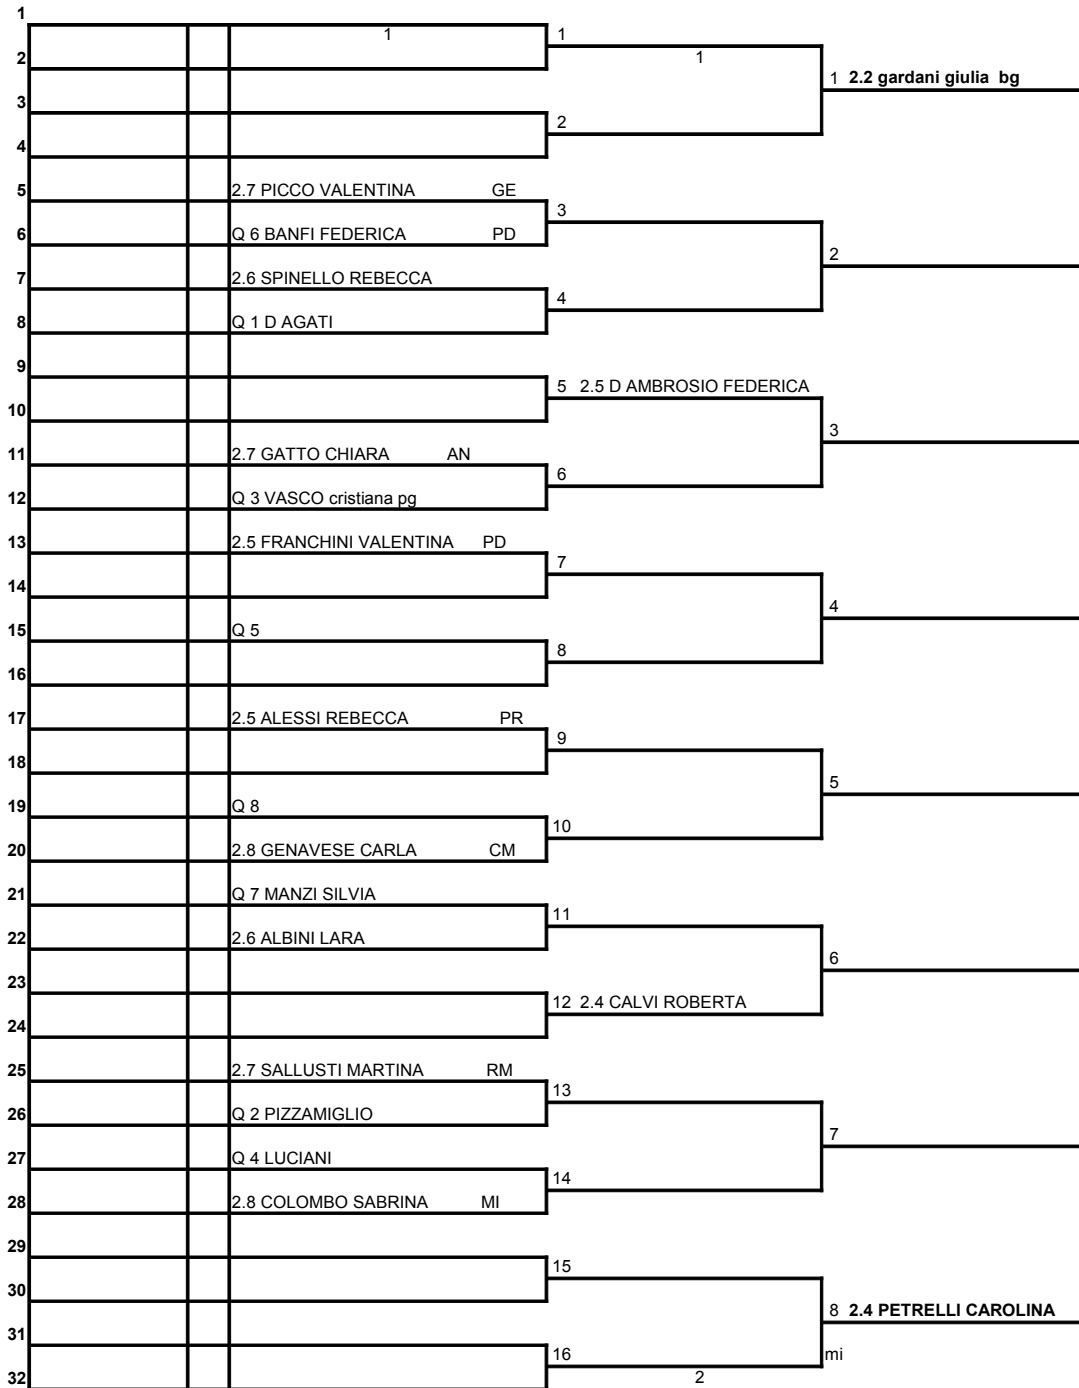 1
1 1
2 1
1 2.2 gardani giulia bg
3
2
4
5 2.7 PICCO VALENTINA GE
3
6 Q 6 BANFI FEDERICA PD
2
7 2.6 SPINELLO REBECCA
4
8 Q 1 D AGATI
9
5 2.5 D AMBROSIO FEDERICA
10
3
11 2.7 GATTO CHIARA AN
6
12 Q 3 VASCO cristiana pg
13 2.5 FRANCHINI VALENTINA PD
7
14
4
15 Q 5
8
16
17 2.5 ALESSI REBECCA PR
9
18
5
19 Q 8
10
20 2.8 GENAVESE CARLA CM
21 Q 7 MANZI SILVIA
11
22 2.6 ALBINI LARA
6
23
12 2.4 CALVI ROBERTA
24
25 2.7 SALLUSTI MARTINA RM
13
26 Q 2 PIZZAMIGLIO
7
27 Q 4 LUCIANI
14
28 2.8 COLOMBO SABRINA MI
29
15
30
8 2.4 PETRELLI CAROLINA
31
16 mi
32 2